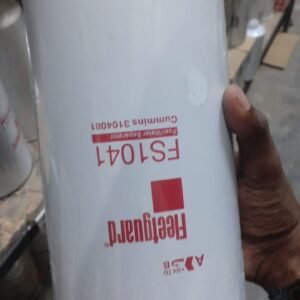 Fleetguard®
FS1041
Fuel/Water Separator
Cummins 3104081